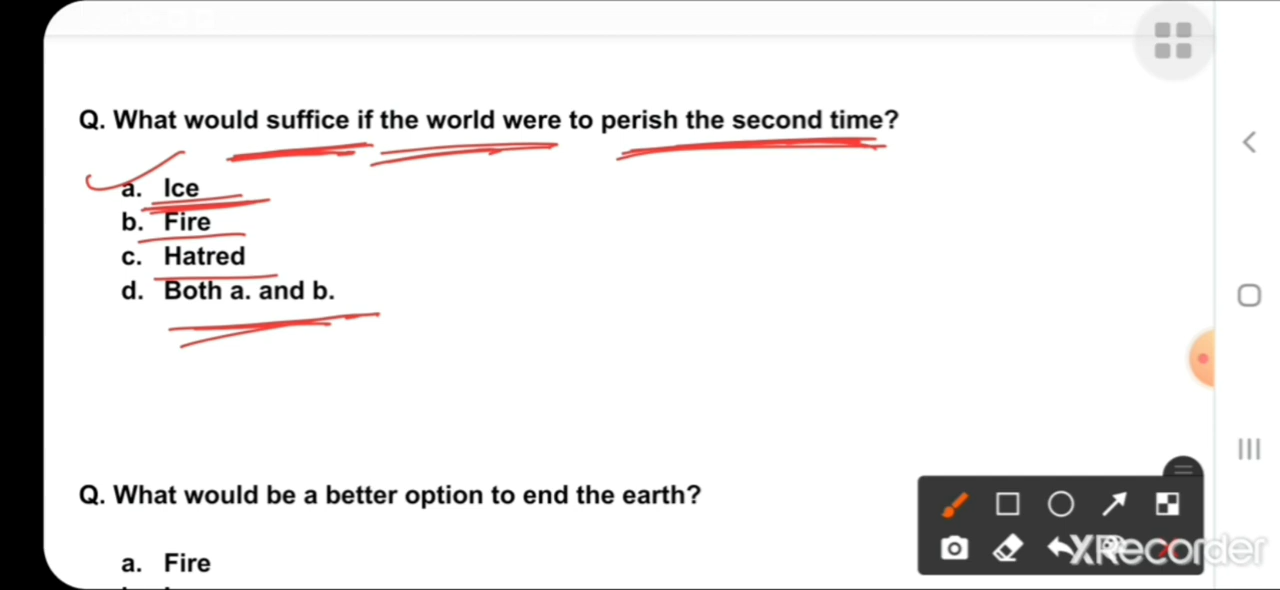 Q. What would suffice if the world were to perish the second time?
a. Ice
b. Fire
c. Hatred
d. Both a. and b.
Q. What would be a better option to end the earth?
a. Fire
XRecorder